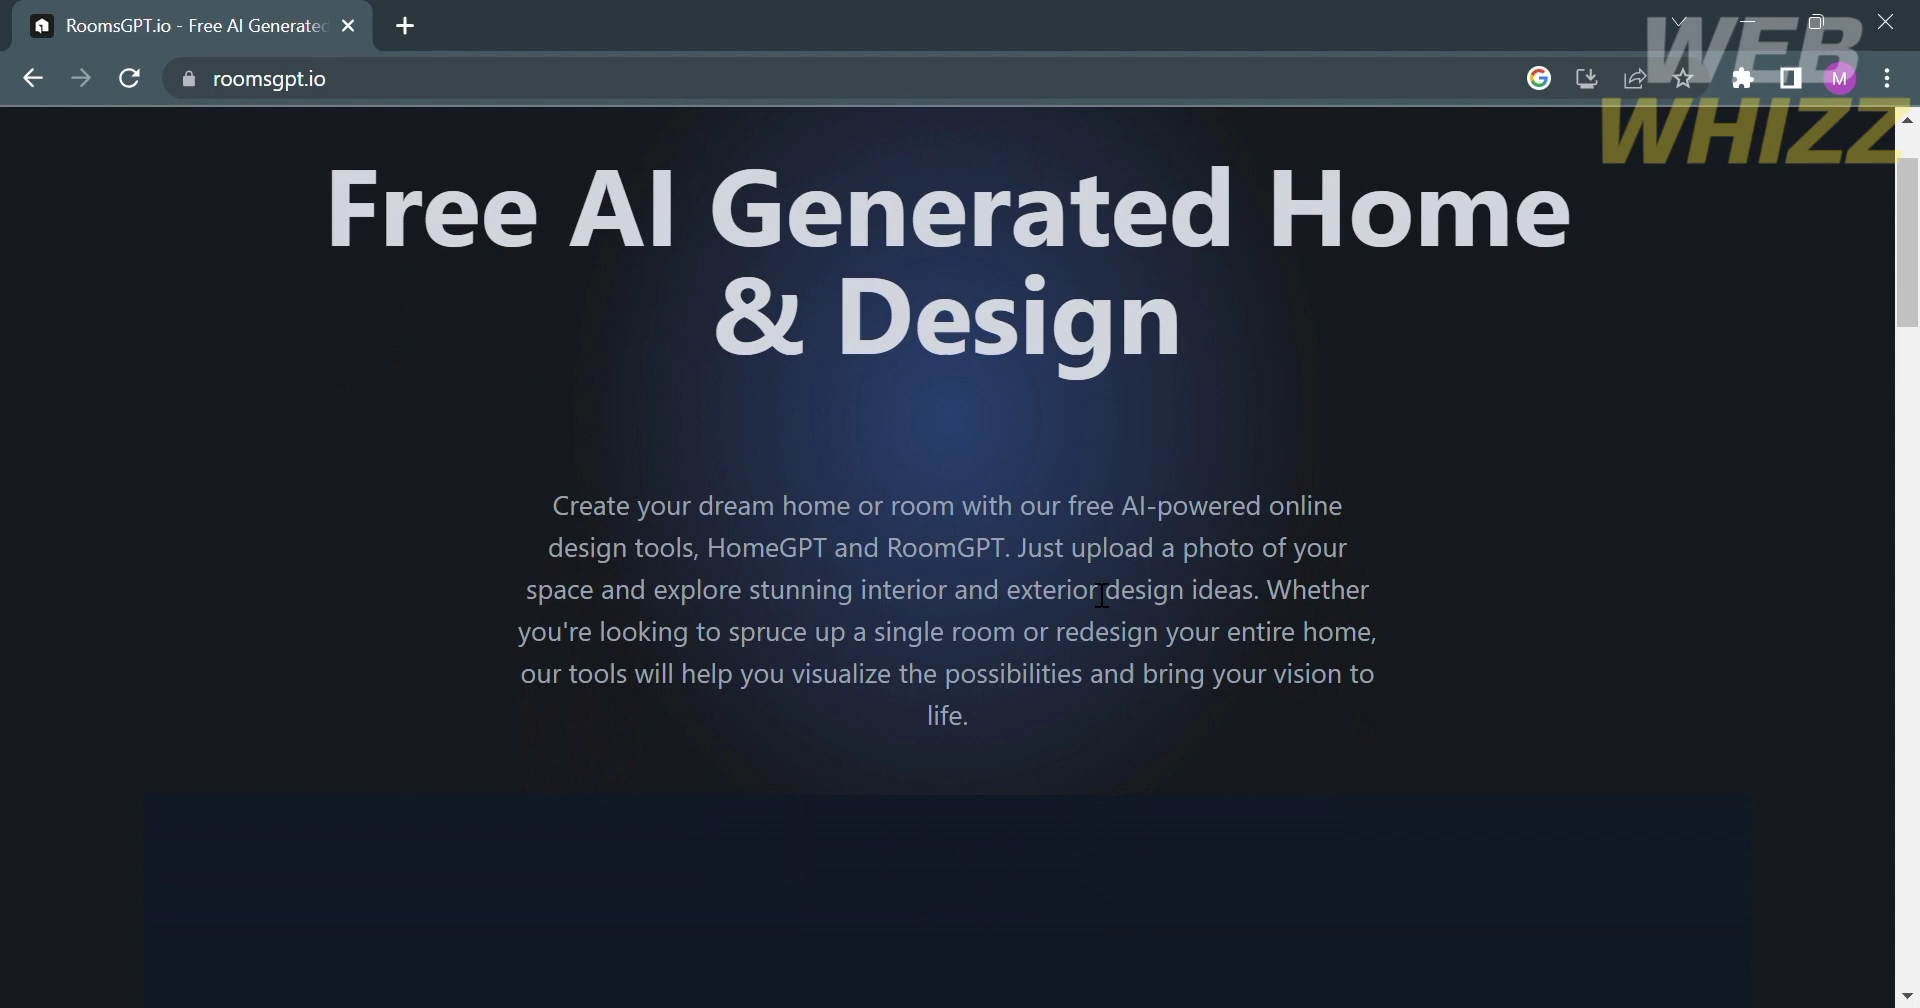 RoomsGPT.io - Free AI Generated
roomsgpt.io
M
WEB
WHIZZ
Free AI Generated Home
& Design
Create your dream home or room with our free AI-powered online
design tools, HomeGPT and RoomGPT. Just upload a photo of your
space and explore stunning interior and exterior design ideas. Whether
you're looking to spruce up a single room or redesign your entire home,
our tools will help you visualize the possibilities and bring your vision to
life.